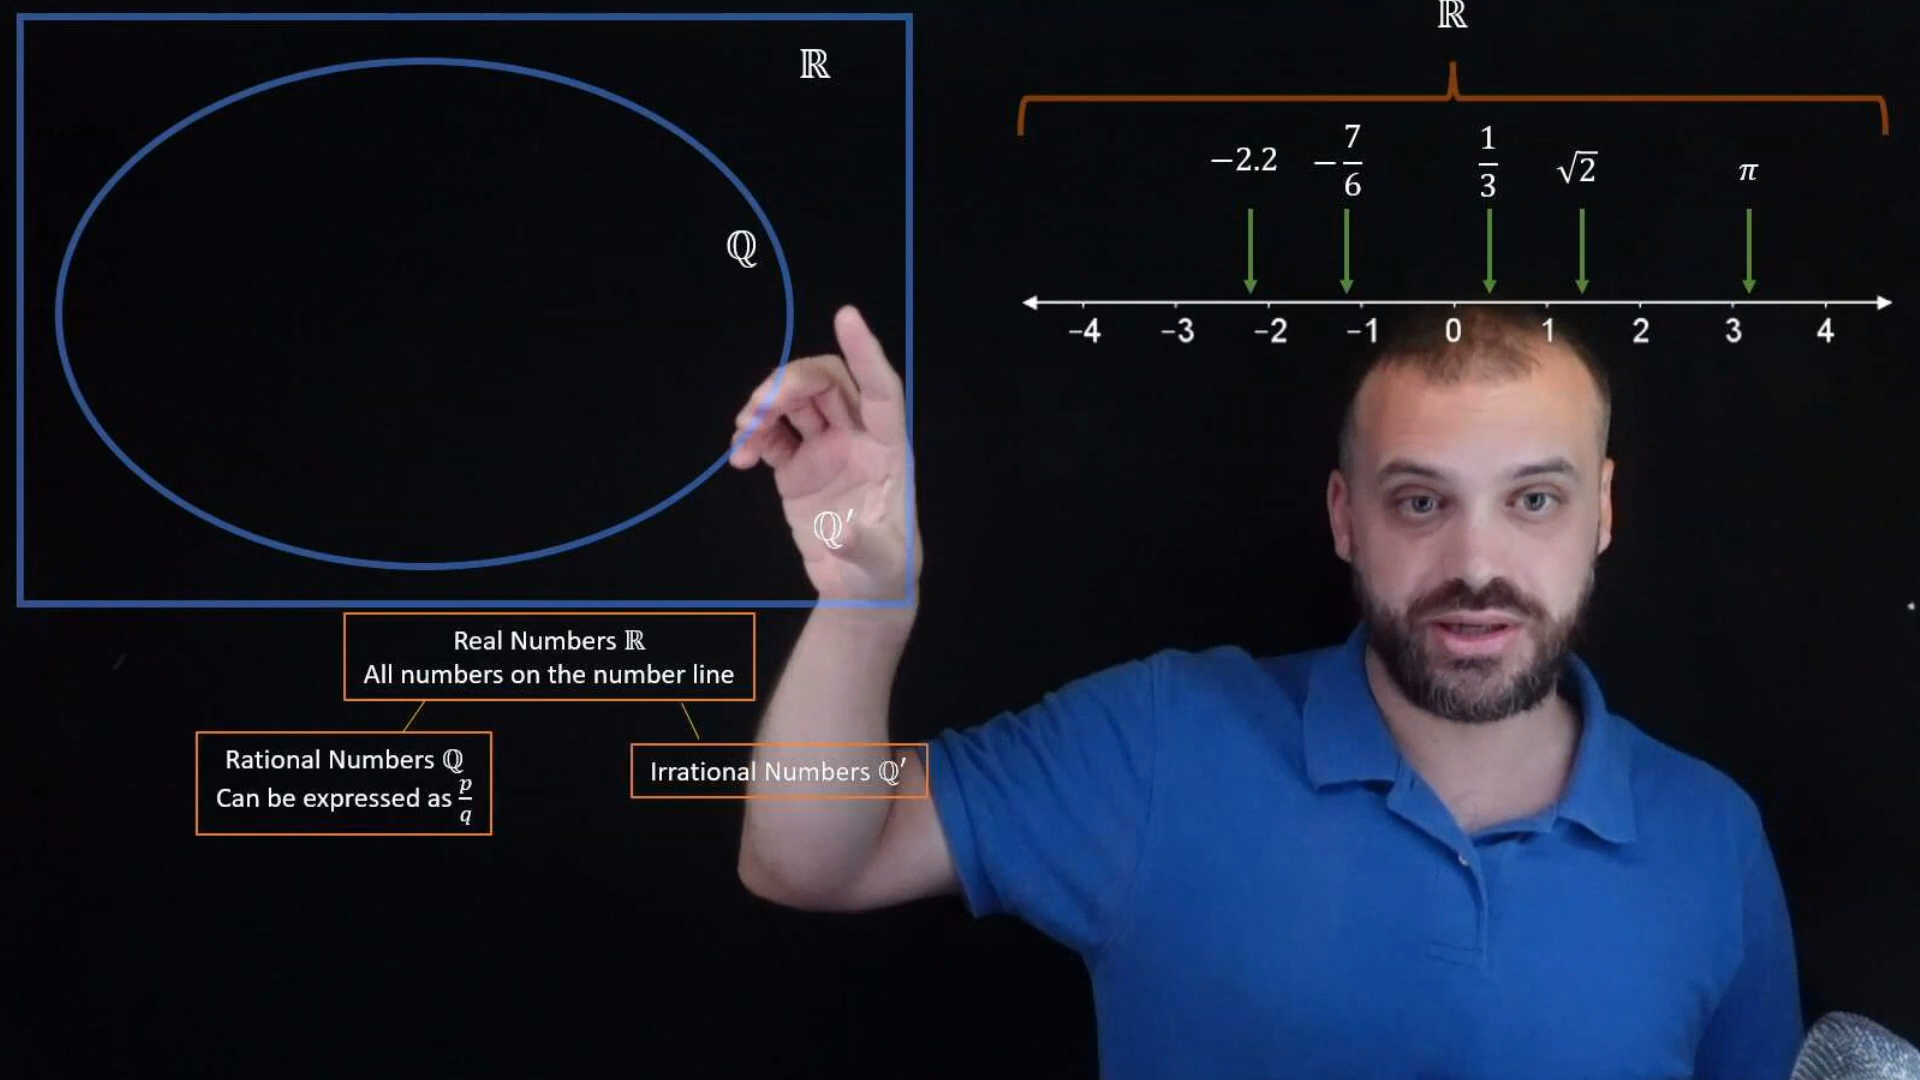 ℝ
ℚ
ℚ′
Real Numbers ℝ
All numbers on the number line
Rational Numbers ℚ
Can be expressed as p/q
Irrational Numbers ℚ′
ℝ
−2.2 −7/6 1/3 √2 π
−4 −3 −2 −1 0 1 2 3 4